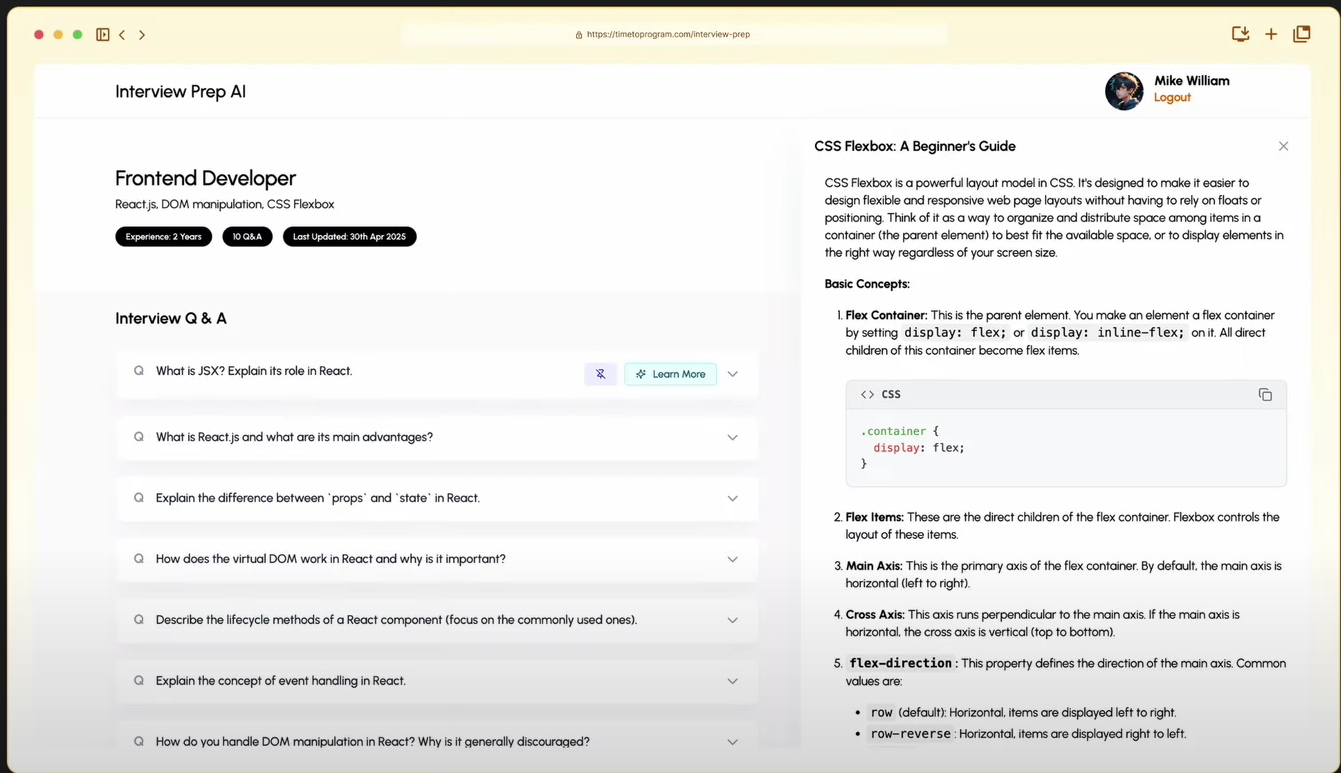 https://timetoprogram.com/interview-prep
Interview Prep AI
Mike William
Logout
Frontend Developer
React.js, DOM manipulation, CSS Flexbox
Experience: 2 Years
10 Q&A
Last Updated: 30th Apr 2025
Interview Q & A
Q What is JSX? Explain its role in React.
Learn More
Q What is React.js and what are its main advantages?
Q Explain the difference between `props` and `state` in React.
Q How does the virtual DOM work in React and why is it important?
Q Describe the lifecycle methods of a React component (focus on the commonly used ones).
Q Explain the concept of event handling in React.
Q How do you handle DOM manipulation in React? Why is it generally discouraged?
CSS Flexbox: A Beginner's Guide
CSS Flexbox is a powerful layout model in CSS. It's designed to make it easier to
design flexible and responsive web page layouts without having to rely on floats or
positioning. Think of it as a way to organize and distribute space among items in a
container (the parent element) to best fit the available space, or to display elements in
the right way regardless of your screen size.
Basic Concepts:
1. Flex Container: This is the parent element. You make an element a flex container
by setting display: flex; or display: inline-flex; on it. All direct
children of this container become flex items.
<> CSS
.container {
display: flex;
}
2. Flex Items: These are the direct children of the flex container. Flexbox controls the
layout of these items.
3. Main Axis: This is the primary axis of the flex container. By default, the main axis is
horizontal (left to right).
4. Cross Axis: This axis runs perpendicular to the main axis. If the main axis is
horizontal, the cross axis is vertical (top to bottom).
5. flex-direction: This property defines the direction of the main axis. Common
values are:
• row (default): Horizontal, items are displayed left to right.
• row-reverse: Horizontal, items are displayed right to left.